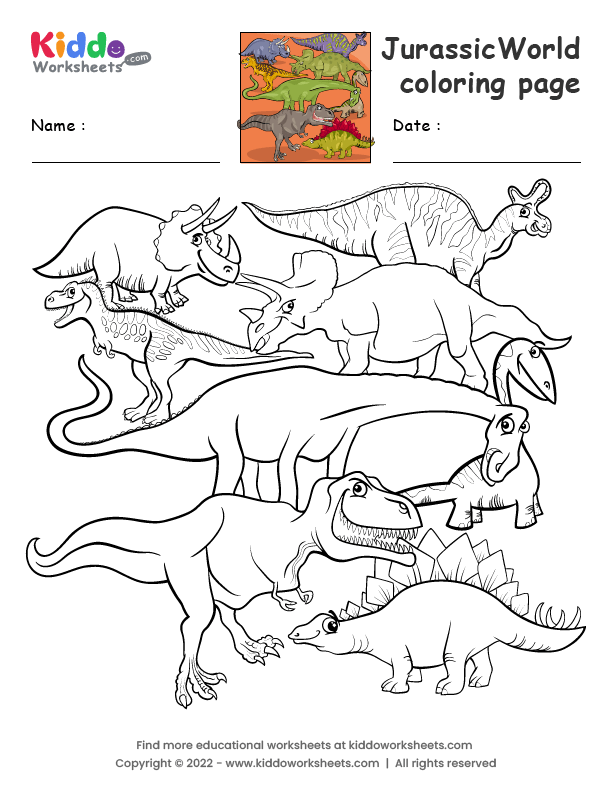 Kiddo
Worksheets.com
JurassicWorld
coloring page
Name :
Date :
Find more educational worksheets at kiddoworksheets.com
Copyright © 2022 - www.kiddoworksheets.com | All rights reserved